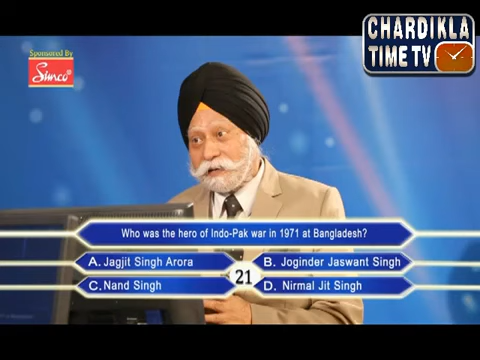 Sponsored By
Simco®
CHARDIKLA
TIME TV
Who was the hero of Indo-Pak war in 1971 at Bangladesh?
A. Jagjit Singh Arora
B. Joginder Jaswant Singh
21
C. Nand Singh
D. Nirmal Jit Singh